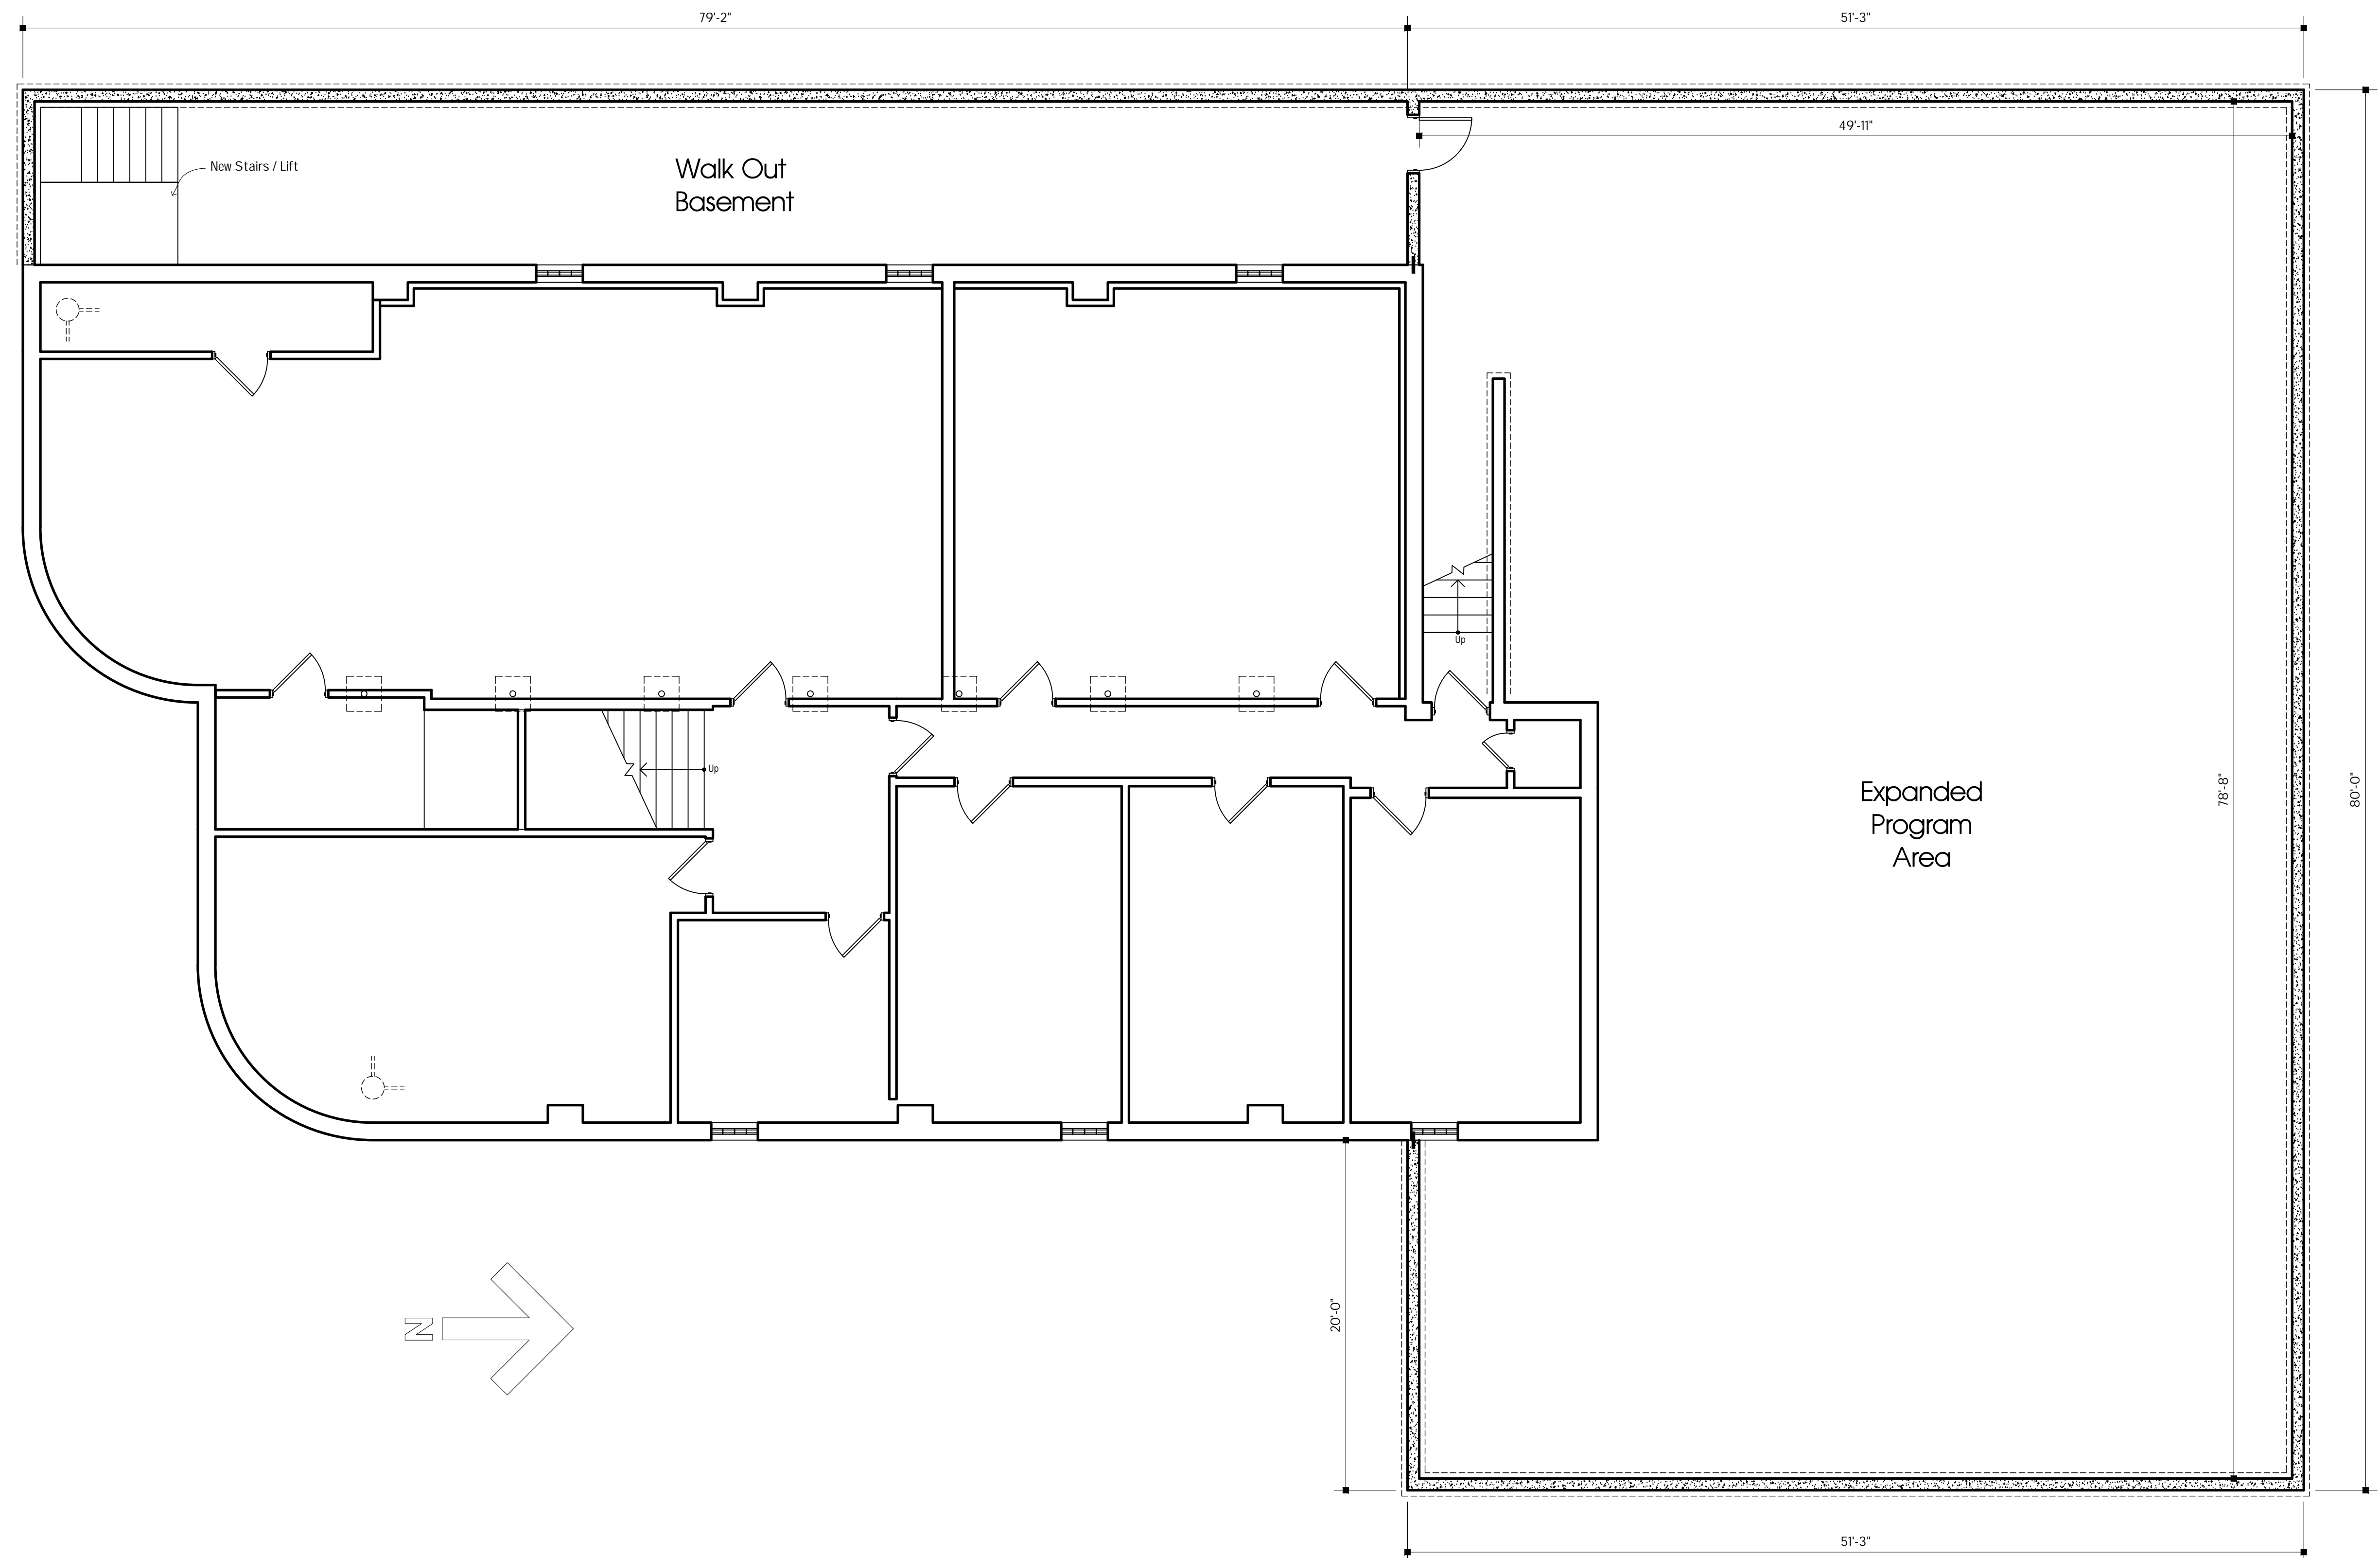 79'-2"
51'-3"
49'-11"
New Stairs / Lift
Walk Out
Basement
Up
Up
Expanded
Program
Area
78'-8"
80'-0"
20'-0"
N
51'-3"